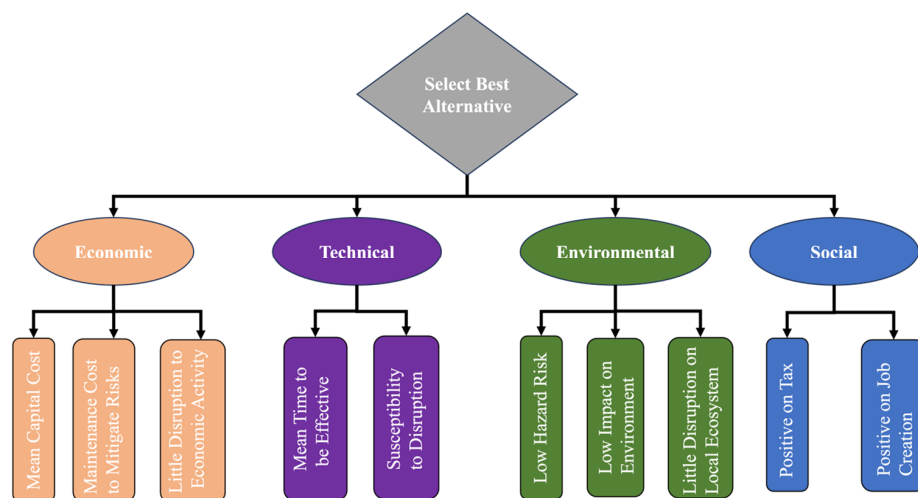 Select Best
Alternative
Economic
Technical
Environmental
Social
Mean Capital Cost
Maintenance Cost
to Mitigate Risks
Little Disruption to
Economic Activity
Mean Time to
be Effective
Susceptibility
to Disruption
Low Hazard Risk
Low Impact on
Environment
Little Disruption on
Local Ecosystem
Positive on Tax
Positive on Job
Creation